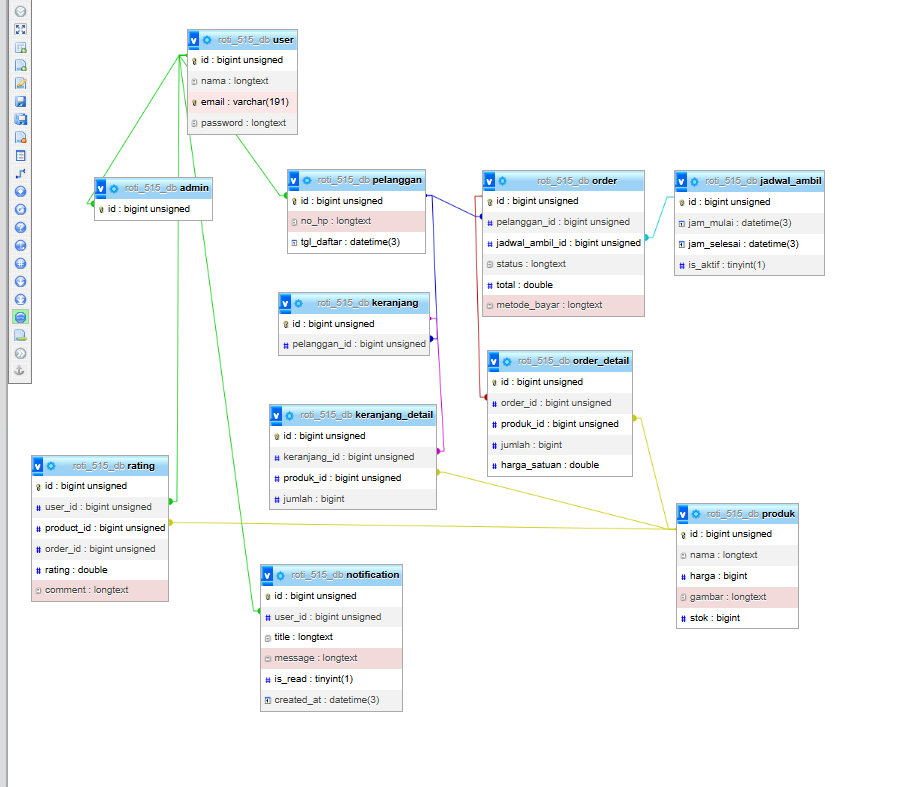 roti_515_db user
id : bigint unsigned
nama : longtext
email : varchar(191)
password : longtext
roti_515_db admin
id : bigint unsigned
roti_515_db pelanggan
id : bigint unsigned
no_hp : longtext
tgl_daftar : datetime(3)
roti_515_db order
id : bigint unsigned
pelanggan_id : bigint unsigned
jadwal_ambil_id : bigint unsigned
status : longtext
total : double
metode_bayar : longtext
roti_515_db jadwal_ambil
id : bigint unsigned
jam_mulai : datetime(3)
jam_selesai : datetime(3)
is_aktif : tinyint(1)
roti_515_db keranjang
id : bigint unsigned
pelanggan_id : bigint unsigned
roti_515_db order_detail
id : bigint unsigned
order_id : bigint unsigned
produk_id : bigint unsigned
jumlah : bigint
harga_satuan : double
roti_515_db keranjang_detail
id : bigint unsigned
keranjang_id : bigint unsigned
produk_id : bigint unsigned
jumlah : bigint
roti_515_db rating
id : bigint unsigned
user_id : bigint unsigned
product_id : bigint unsigned
order_id : bigint unsigned
rating : double
comment : longtext
roti_515_db produk
id : bigint unsigned
nama : longtext
harga : bigint
gambar : longtext
stok : bigint
roti_515_db notification
id : bigint unsigned
user_id : bigint unsigned
title : longtext
message : longtext
is_read : tinyint(1)
created_at : datetime(3)